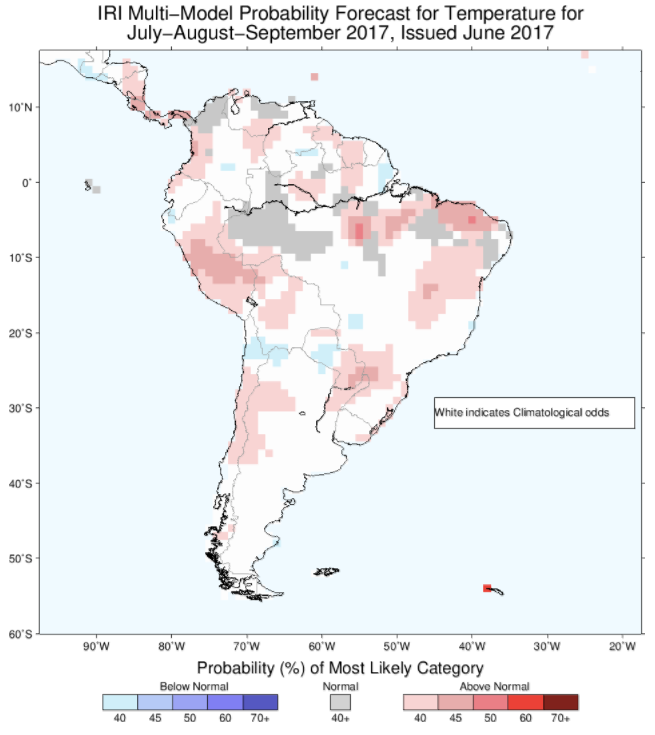 IRI Multi-Model Probability Forecast for Temperature for
July-August-September 2017, Issued June 2017
10˚N
0˚
10˚S
20˚S
30˚S
White indicates Climatological odds
40˚S
50˚S
60˚S
90˚W 80˚W 70˚W 60˚W 50˚W 40˚W 30˚W 20˚W
Probability (%) of Most Likely Category
Below Normal Normal Above Normal
40 45 50 60 70+ 40+ 40 45 50 60 70+